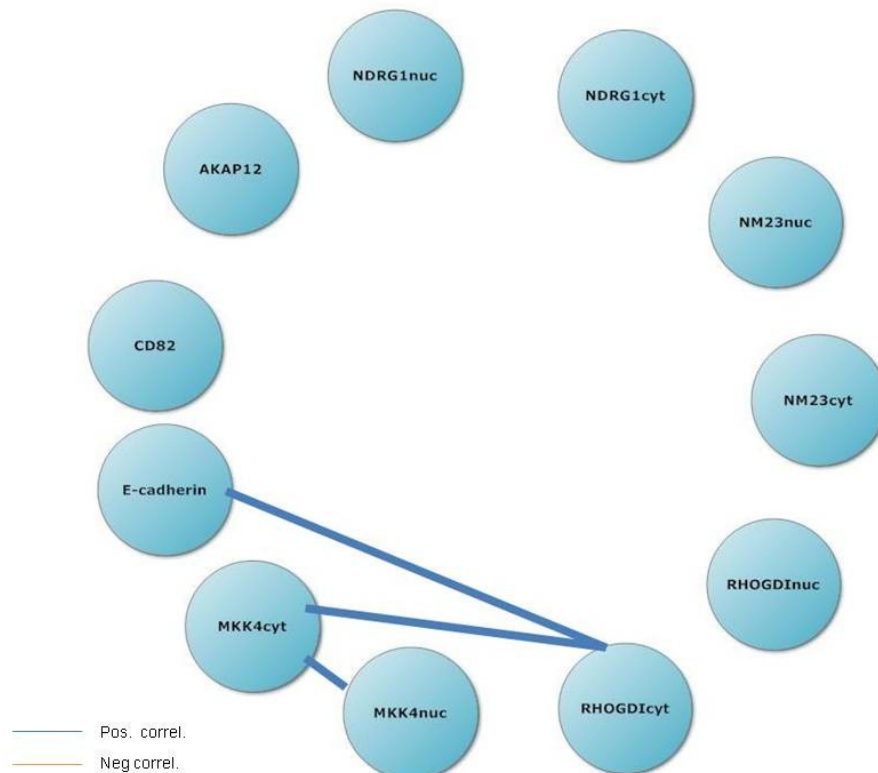 NDRG1nuc
NDRG1cyt
AKAP12
NM23nuc
CD82
NM23cyt
E-cadherin
RHOGDInuc
MKK4cyt
MKK4nuc
RHOGDIcyt
Pos. correl.
Neg correl.